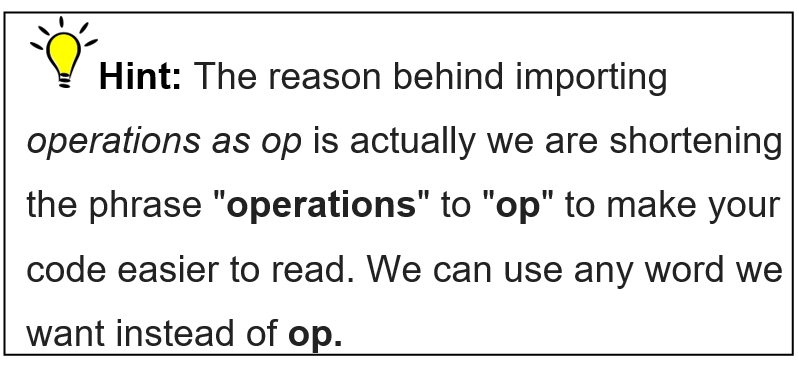 Hint: The reason behind importing
operations as op is actually we are shortening
the phrase "operations" to "op" to make your
code easier to read. We can use any word we
want instead of op.